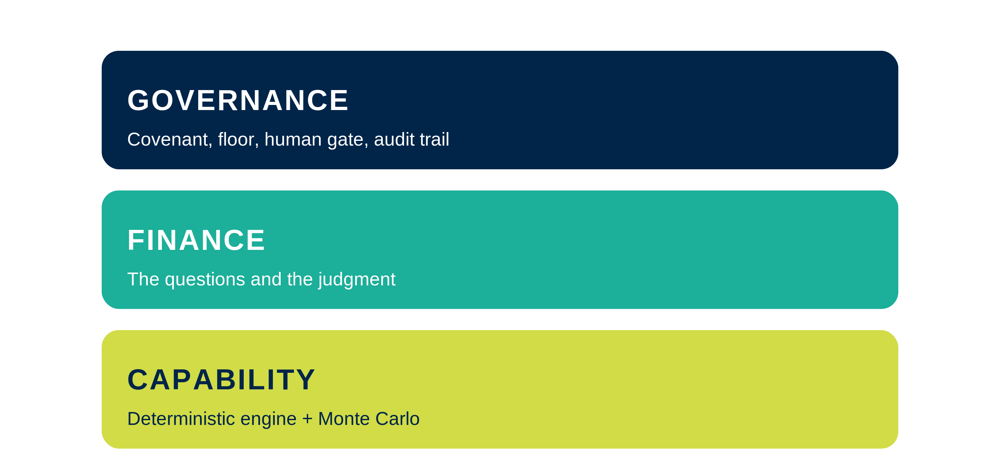 GOVERNANCE
Covenant, floor, human gate, audit trail
FINANCE
The questions and the judgment
CAPABILITY
Deterministic engine + Monte Carlo